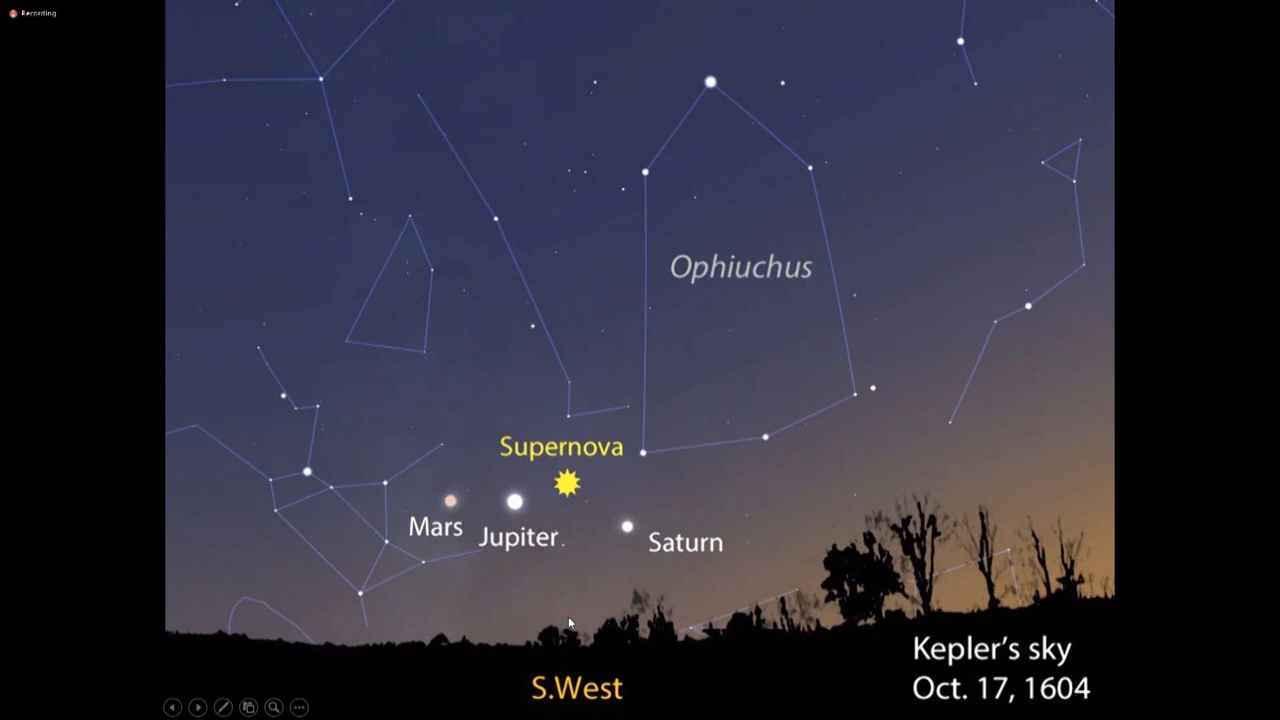 Recording
Ophiuchus
Supernova
Mars
Jupiter
Saturn
Kepler's sky
S.West
Oct. 17, 1604